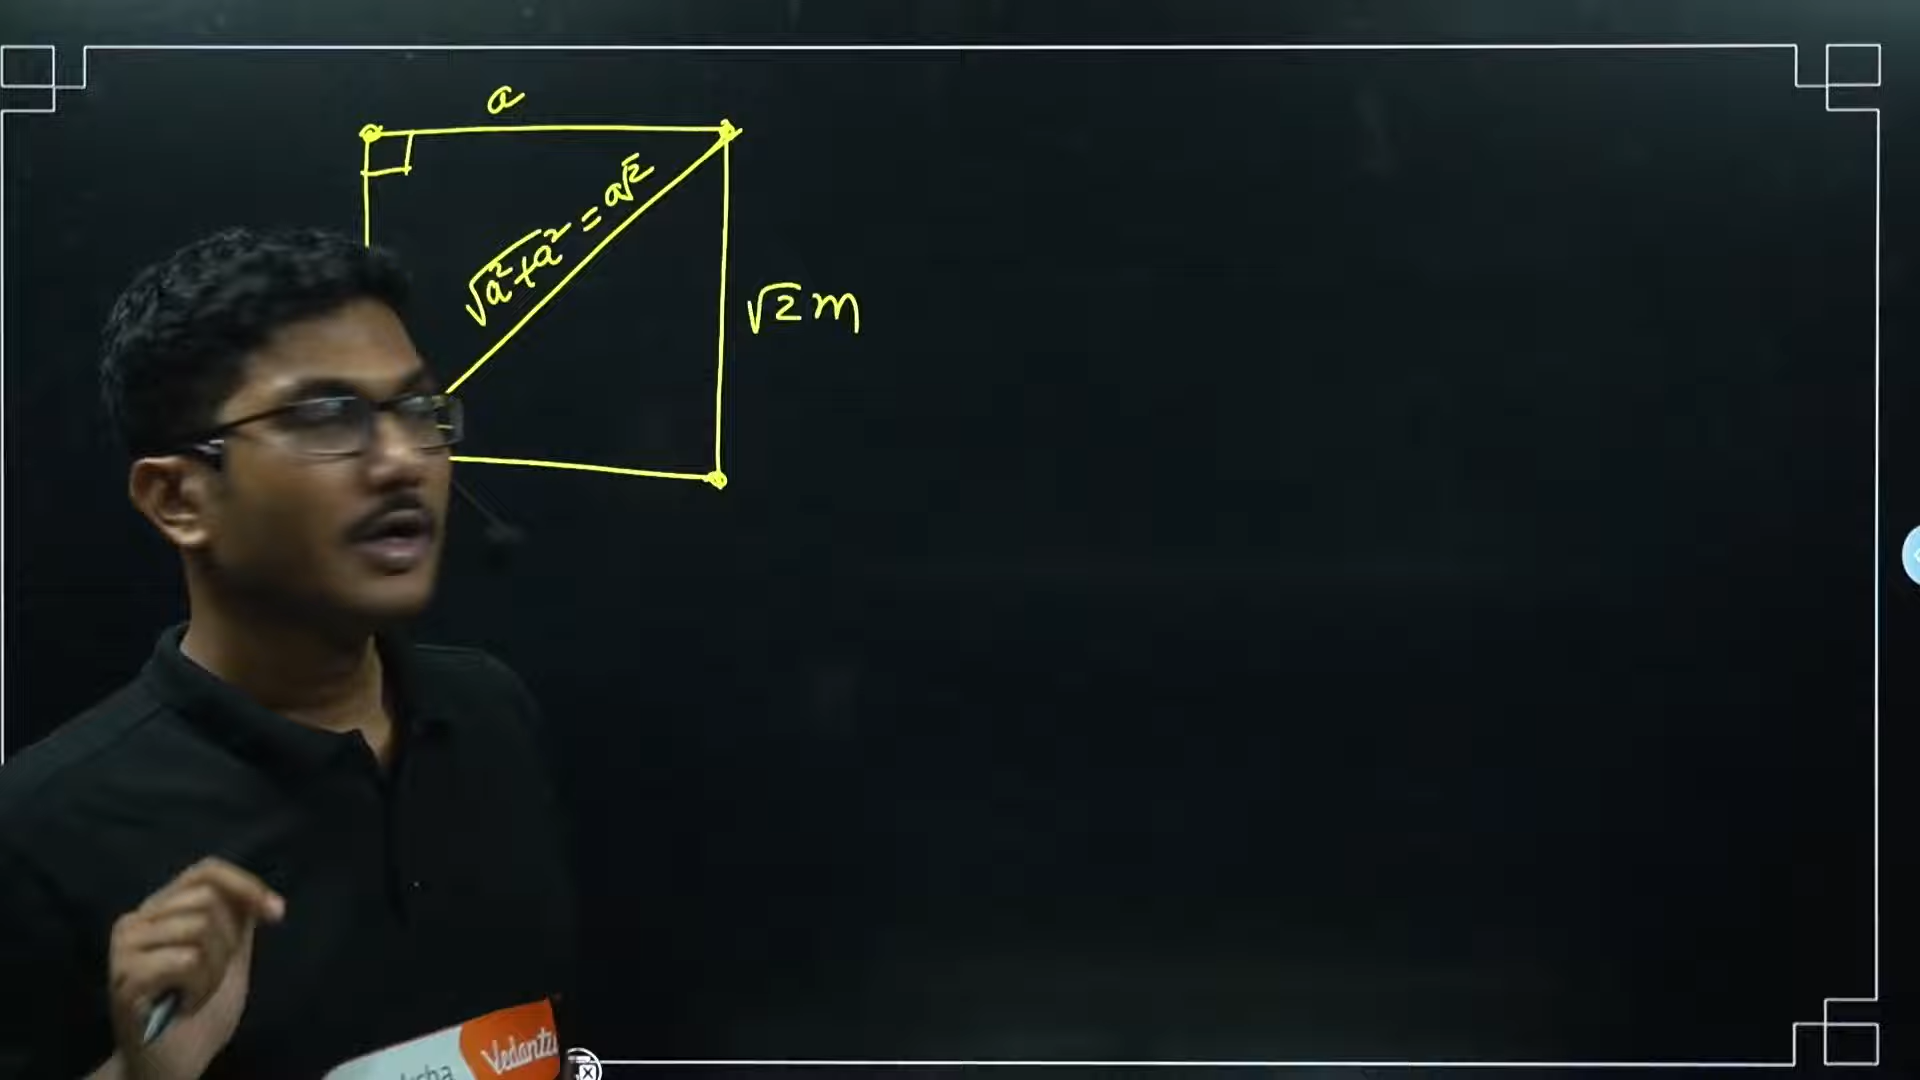 a
√a²+a² = a√2
√2 m
Vedantu